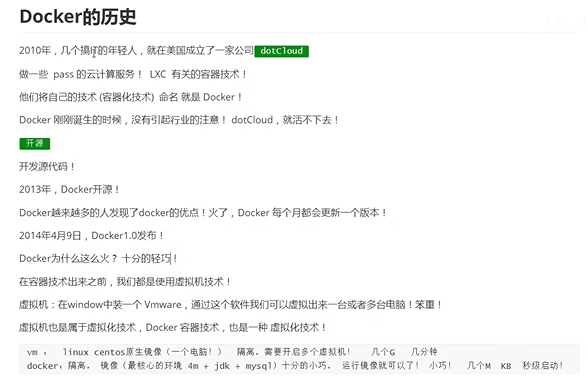 Docker的历史
2010年，几个搞IT的年轻人，就在美国成立了一家公司 dotCloud
做一些 pass 的云计算服务！ LXC 有关的容器技术！
他们将自己的技术 (容器化技术) 命名 就是 Docker！
Docker 刚刚诞生的时候，没有引起行业的注意！ dotCloud，就活不下去！
开源
开发源代码！
2013年，Docker开源！
Docker越来越多的人发现了docker的优点！火了，Docker 每个月都会更新一个版本！
2014年4月9日，Docker1.0发布！
Docker为什么这么火？ 十分的轻巧！
在容器技术出来之前，我们都是使用虚拟机技术！
虚拟机：在window中装一个 Vmware，通过这个软件我们可以虚拟出来一台或者多台电脑！笨重！
虚拟机也是属于虚拟化技术，Docker 容器技术，也是一种 虚拟化技术！
vm ： linux centos原生镜像（一个电脑！） 隔离，需要开启多个虚拟机！ 几个G 几分钟
docker：隔离， 镜像（最核心的环境 4m + jdk + mysql）十分的小巧， 运行镜像就可以了！ 小巧！ 几个M KB 秒级启动！